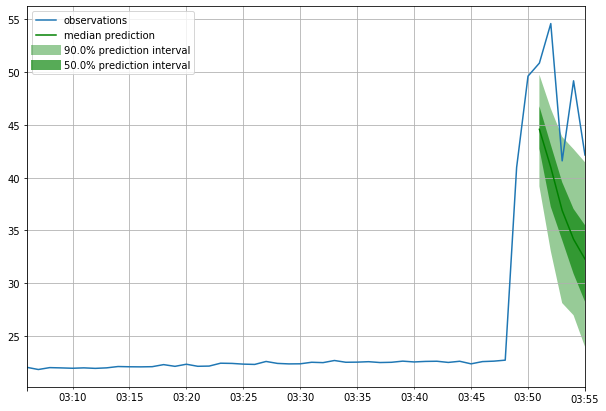 observations
median prediction
90.0% prediction interval
50.0% prediction interval
55
50
45
40
35
30
25
03:10 03:15 03:20 03:25 03:30 03:35 03:40 03:45 03:50 03:55